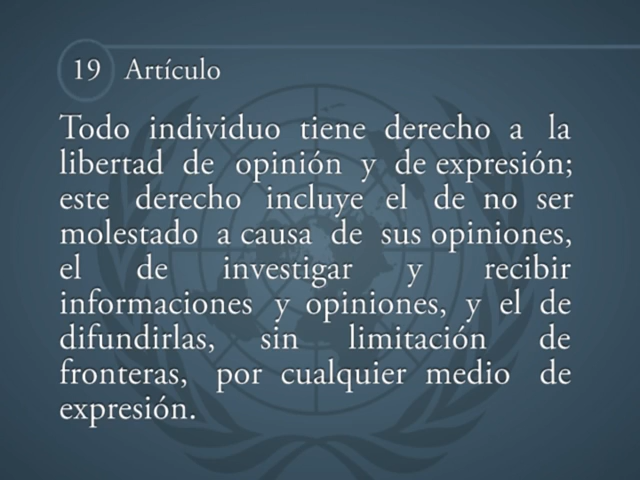 19 Artículo
Todo individuo tiene derecho a la
libertad de opinión y de expresión;
este derecho incluye el de no ser
molestado a causa de sus opiniones,
el de investigar y recibir
informaciones y opiniones, y el de
difundirlas, sin limitación de
fronteras, por cualquier medio de
expresión.